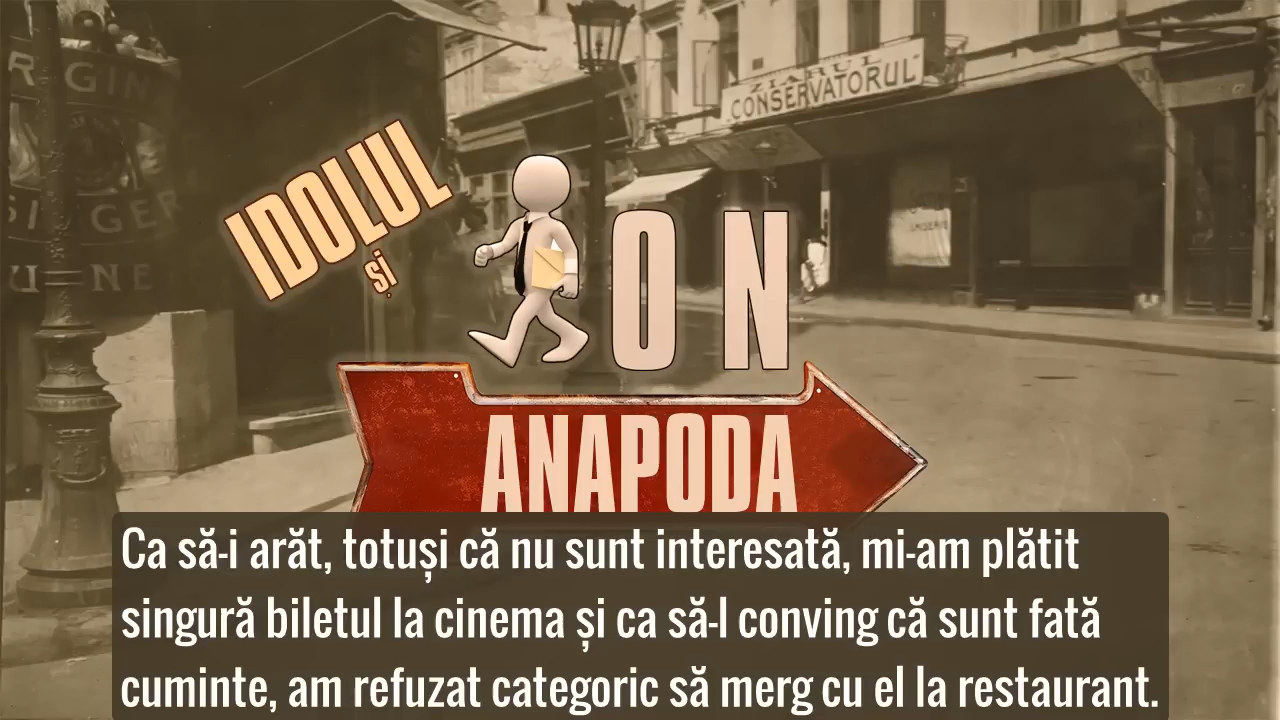 ZIARUL
"CONSERVATORUL"
IDOLUL
ȘI
ION
ANAPODA
Ca să-i arăt, totuși că nu sunt interesată, mi-am plătit
singură biletul la cinema și ca să-l conving că sunt fată
cuminte, am refuzat categoric să merg cu el la restaurant.